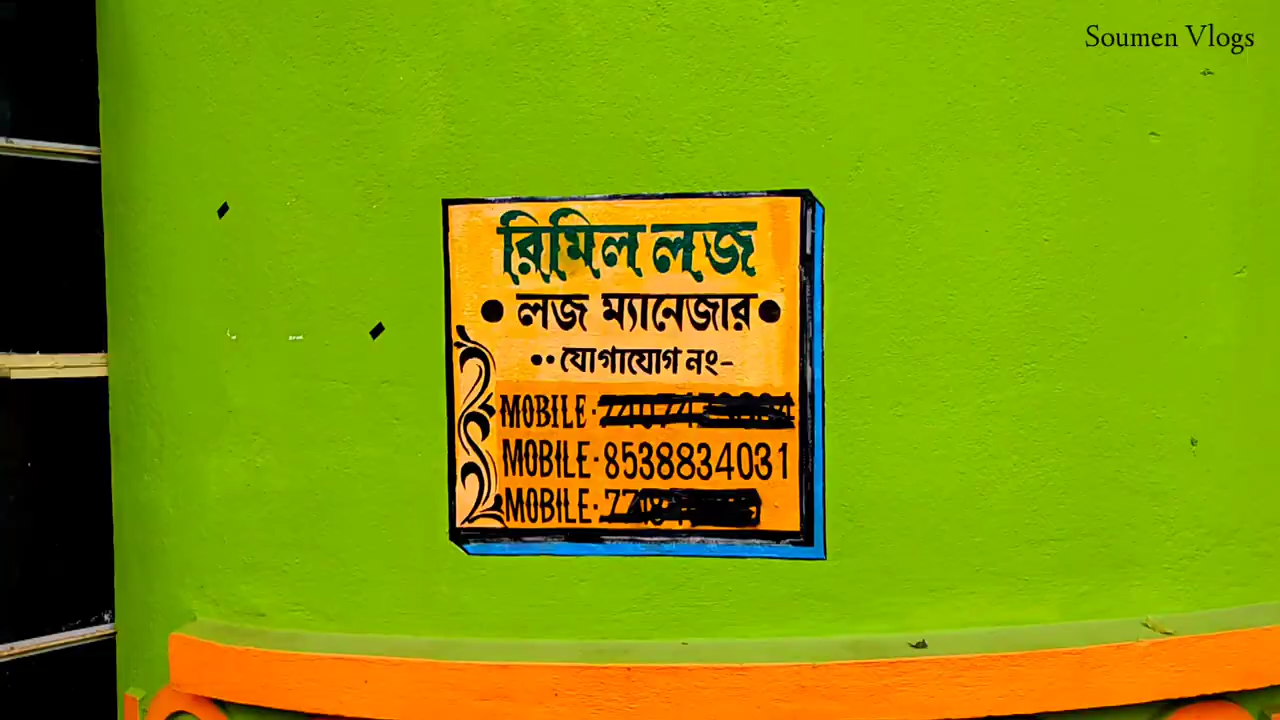 Soumen Vlogs
রিমিল লজ
• লজ ম্যানেজার •
•• যোগাযোগ নং-
MOBILE·
MOBILE·8538834031
MOBILE·